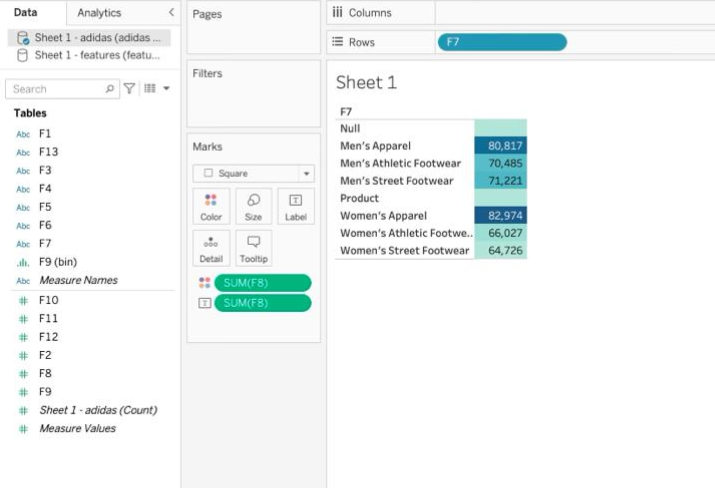 Data
Analytics
<
Sheet 1 - adidas (adidas ...
Sheet 1 - features (featu...
Search
Tables
Abc F1
Abc F13
Abc F3
Abc F4
Abc F5
Abc F6
Abc F7
F9 (bin)
Abc Measure Names
# F10
# F11
# F12
# F2
# F8
# F9
# Sheet 1 - adidas (Count)
# Measure Values
Pages
Filters
Marks
Square
Color
Size
Label
Detail
Tooltip
SUM(F8)
T SUM(F8)
Columns
Rows
F7
Sheet 1
F7
Null
Men's Apparel 80,817
Men's Athletic Footwear 70,485
Men's Street Footwear 71,221
Product
Women's Apparel 82,974
Women's Athletic Footwe.. 66,027
Women's Street Footwear 64,726